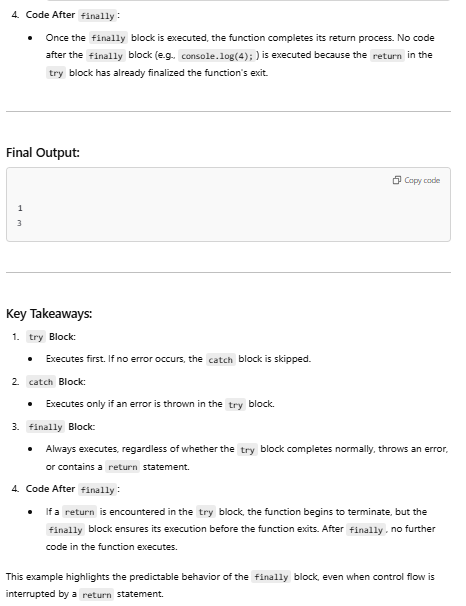 4. Code After finally:
• Once the finally block is executed, the function completes its return process. No code
after the finally block (e.g., console.log(4);) is executed because the return in the
try block has already finalized the function's exit.
Final Output:
Copy code
1
3
Key Takeaways:
1. try Block:
• Executes first. If no error occurs, the catch block is skipped.
2. catch Block:
• Executes only if an error is thrown in the try block.
3. finally Block:
• Always executes, regardless of whether the try block completes normally, throws an error,
or contains a return statement.
4. Code After finally:
• If a return is encountered in the try block, the function begins to terminate, but the
finally block ensures its execution before the function exits. After finally, no further
code in the function executes.
This example highlights the predictable behavior of the finally block, even when control flow is
interrupted by a return statement.